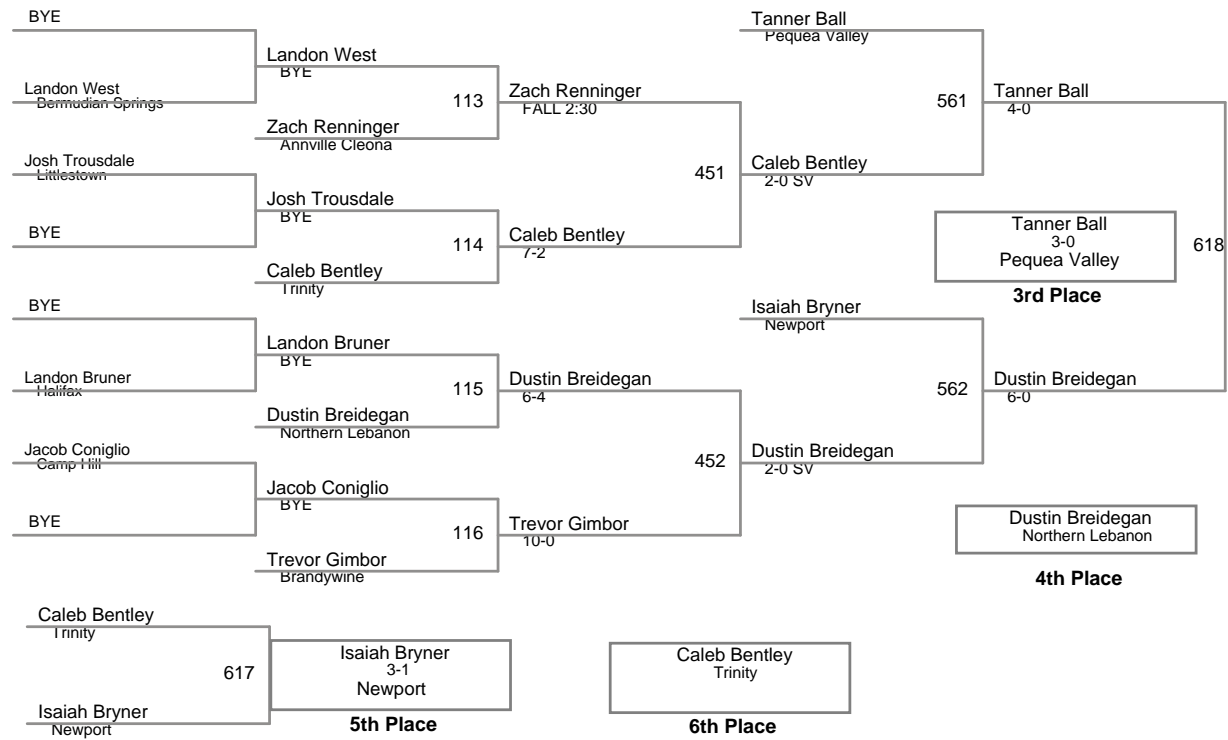 BYE
Landon West
Bermudian Springs
Josh Trousdale
Littlestown
BYE
BYE
Landon Bruner
Halifax
Jacob Coniglio
Camp Hill
BYE
Landon West
BYE
113
Zach Renninger
Annville Cleona
Josh Trousdale
BYE
114
Caleb Bentley
Trinity
Landon Bruner
BYE
115
Dustin Breidegan
Northern Lebanon
Jacob Coniglio
BYE
116
Trevor Gimbor
Brandywine
Zach Renninger
FALL 2:30
451
Caleb Bentley
7-2
Dustin Breidegan
6-4
452
Trevor Gimbor
10-0
Tanner Ball
Pequea Valley
561
Caleb Bentley
2-0 SV
Isaiah Bryner
Newport
562
Dustin Breidegan
2-0 SV
Tanner Ball
4-0
618
Dustin Breidegan
6-0
Tanner Ball
3-0
Pequea Valley
3rd Place
Dustin Breidegan
Northern Lebanon
4th Place
Caleb Bentley
Trinity
617
Isaiah Bryner
Newport
Isaiah Bryner
3-1
Newport
5th Place
Caleb Bentley
Trinity
6th Place